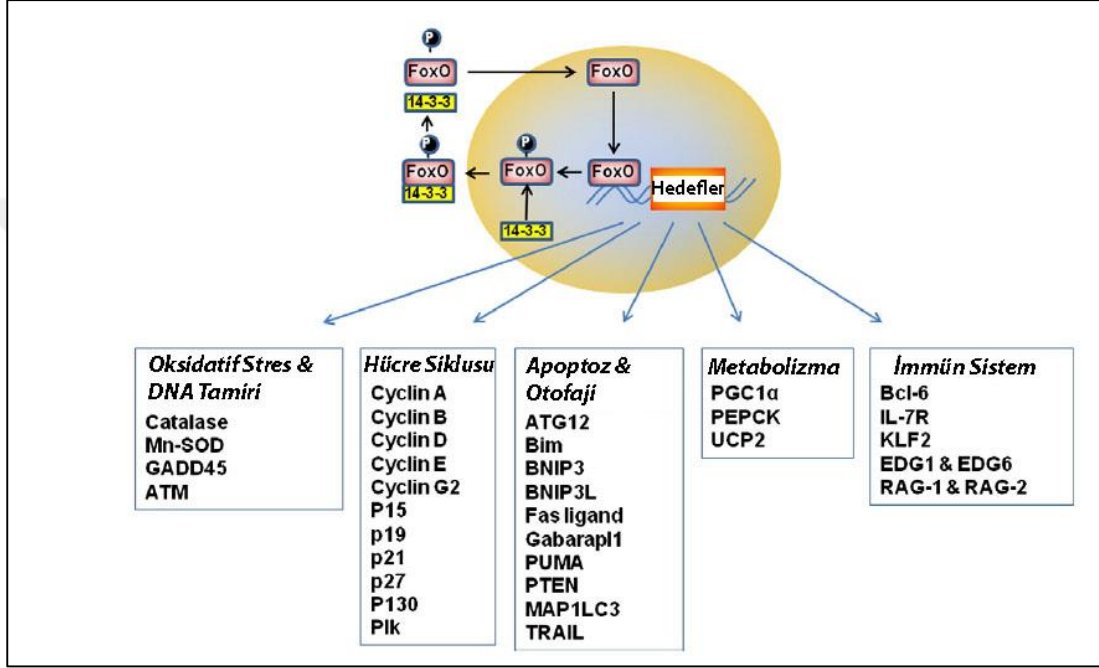 P
FoxO
FoxO
14-3-3
P
P
FoxO
FoxO
FoxO
14-3-3
Hedefler
14-3-3
Oksidatif Stres &
DNA Tamiri
Catalase
Mn-SOD
GADD45
ATM
Hücre Siklusu
Cyclin A
Cyclin B
Cyclin D
Cyclin E
Cyclin G2
P15
p19
p21
p27
P130
Plk
Apoptoz &
Otofaji
ATG12
Bim
BNIP3
BNIP3L
Fas ligand
Gabarapl1
PUMA
PTEN
MAP1LC3
TRAIL
Metabolizma
PGC1α
PEPCK
UCP2
İmmün Sistem
Bcl-6
IL-7R
KLF2
EDG1 & EDG6
RAG-1 & RAG-2